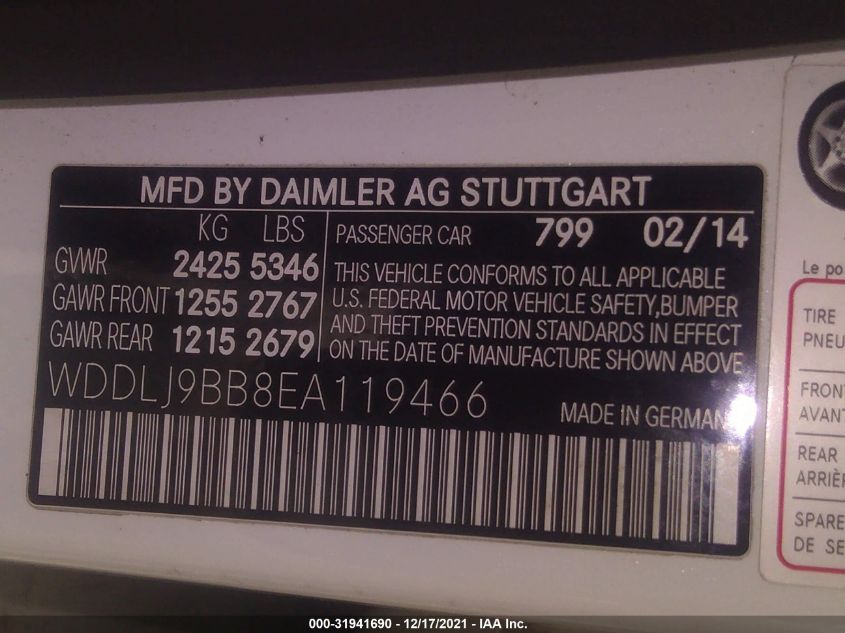 MFD BY DAIMLER AG STUTTGART
KG LBS
GVWR 2425 5346
GAWR FRONT 1255 2767
GAWR REAR 1215 2679
PASSENGER CAR 799 02/14
THIS VEHICLE CONFORMS TO ALL APPLICABLE
U.S. FEDERAL MOTOR VEHICLE SAFETY,BUMPER
AND THEFT PREVENTION STANDARDS IN EFFECT
ON THE DATE OF MANUFACTURE SHOWN ABOVE
WDDLJ9BB8EA119466
MADE IN GERMAN
Le po
TIRE
PNEU
FRON
AVANT
REAR
ARRIÈR
SPARE
DE SE
000-31941690 - 12/17/2021 - IAA Inc.